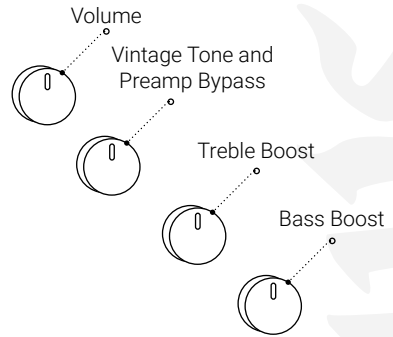 Volume
Vintage Tone and
Preamp Bypass
Treble Boost
Bass Boost